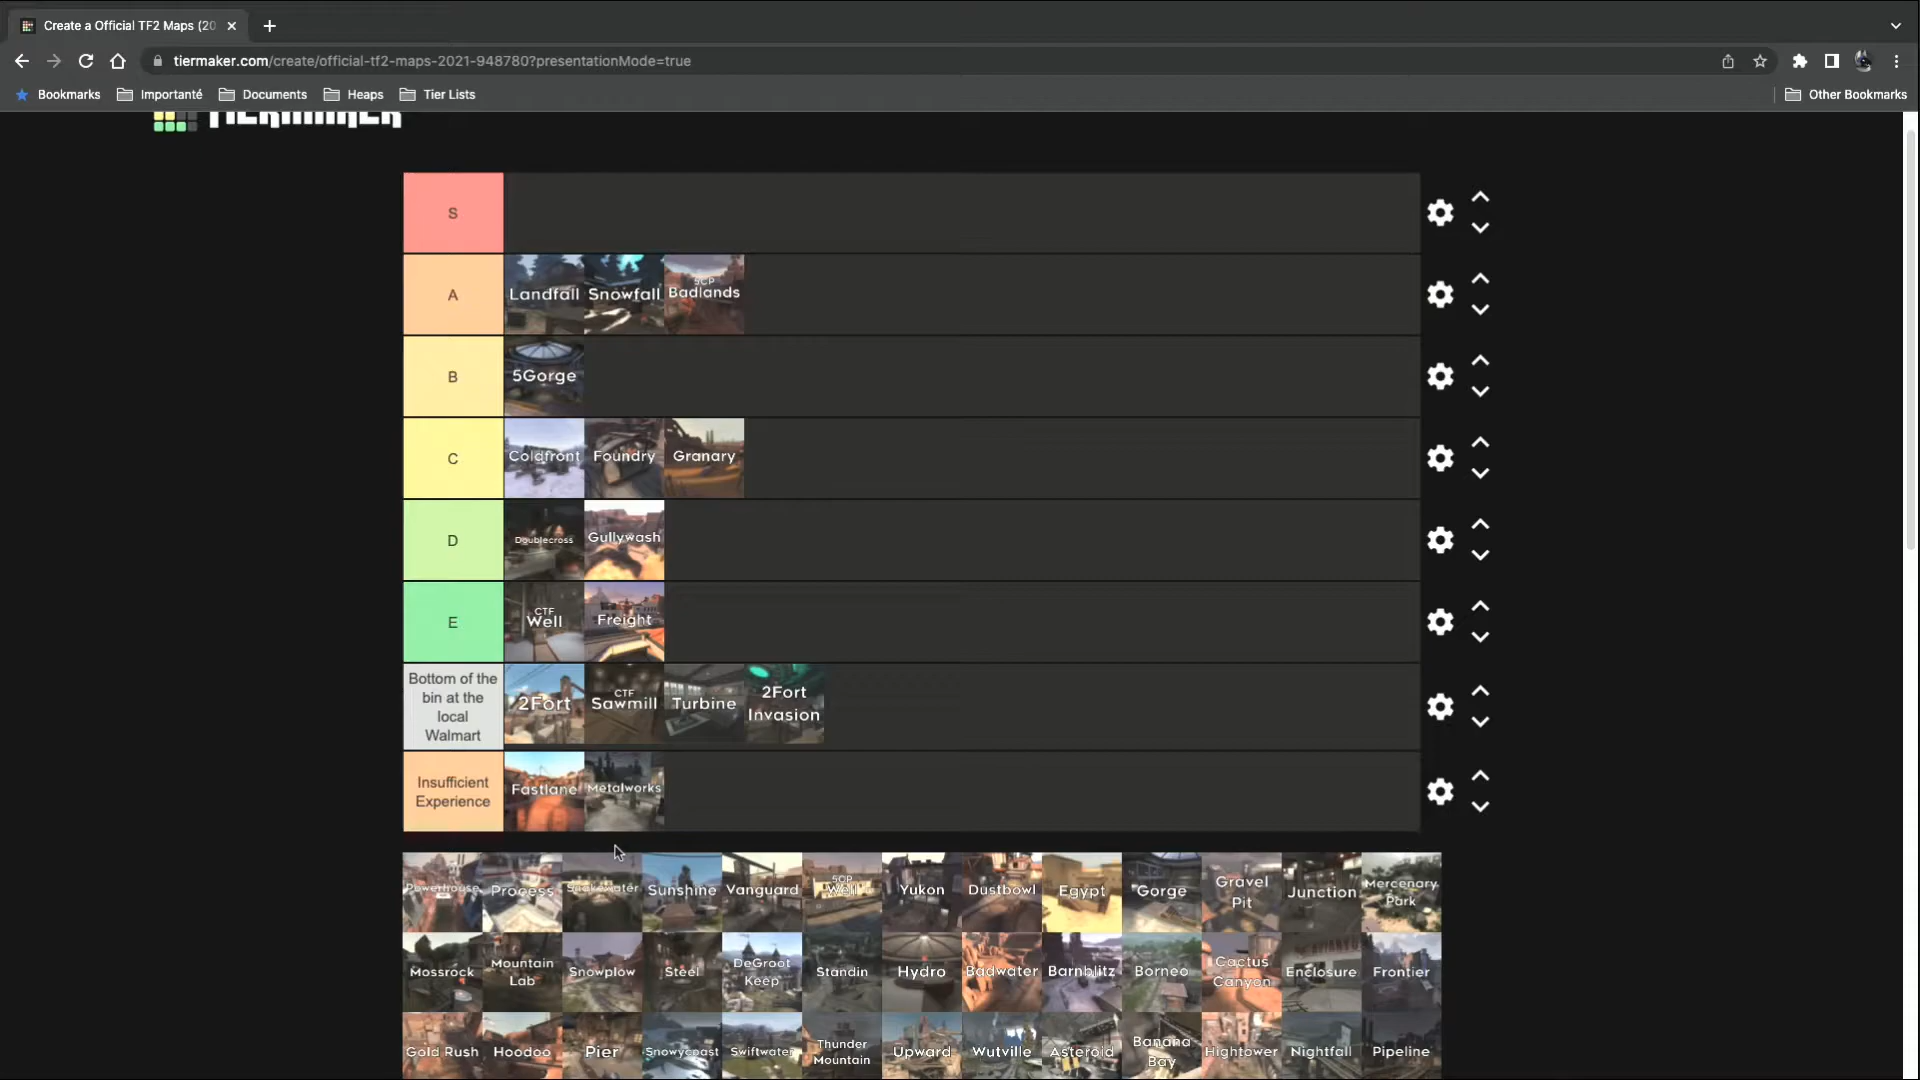 Create a Official TF2 Maps (20
tiermaker.com/create/official-tf2-maps-2021-948780?presentationMode=true
Bookmarks
Importanté
Documents
Heaps
Tier Lists
Other Bookmarks
TIERMAKER
S
A
Landfall
Snowfall
5CP
Badlands
B
5Gorge
C
Coldfront
Foundry
Granary
D
Doublecross
Gullywash
E
CTF
Well
Freight
Bottom of the
bin at the
local
Walmart
2Fort
CTF
Sawmill
Turbine
2Fort
Invasion
Insufficient
Experience
Fastlane
Metalworks
Powerhouse
Process
Snakewater
Sunshine
Vanguard
5CP
Well
Yukon
Dustbowl
Egypt
Gorge
Gravel
Pit
Junction
Mercenary
Park
Mossrock
Mountain
Lab
Snowplow
Steel
DeGroot
Keep
Standin
Hydro
Badwater
Barnblitz
Borneo
Cactus
Canyon
Enclosure
Frontier
Gold Rush
Hoodoo
Pier
Snowycoast
Swiftwater
Thunder
Mountain
Upward
Wutville
Asteroid
Banana
Bay
Hightower
Nightfall
Pipeline